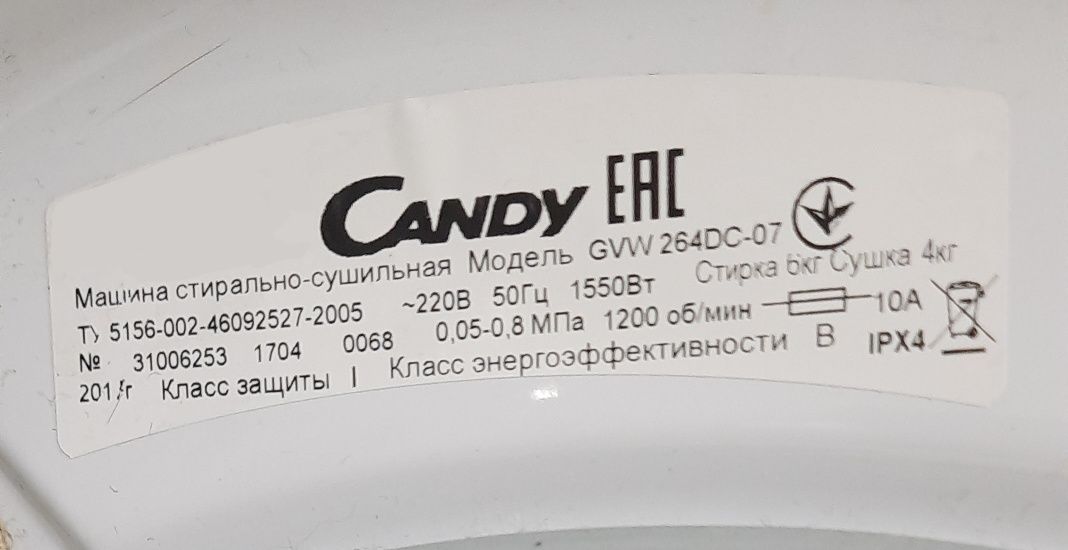 CANDY EAC
Машина стирально-сушильная Модель GVW 264DC-07
ТУ 5156-002-46092527-2005 ~220В 50Гц 1550Вт Стирка 6кг Сушка 4кг
№ 31006253 1704 0068 0,05-0,8 МПа 1200 об/мин 10А
Класс защиты I Класс энергоэффективности В IPX4